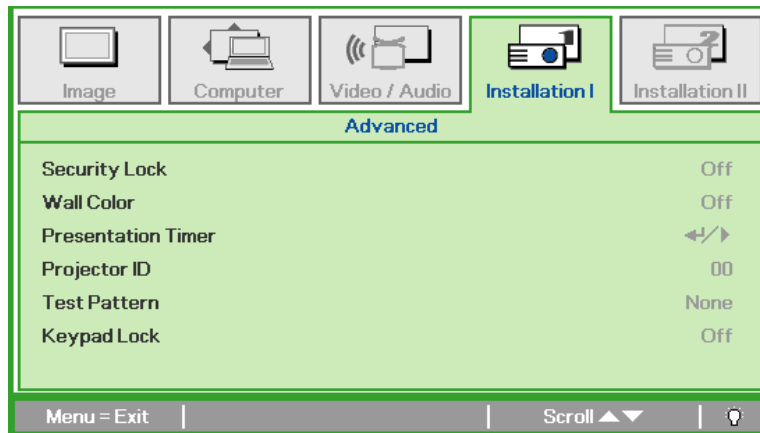 Image Computer Video / Audio Installation I Installation II
Advanced
Security Lock Off
Wall Color Off
Presentation Timer
Projector ID 00
Test Pattern None
Keypad Lock Off
Menu = Exit Scroll